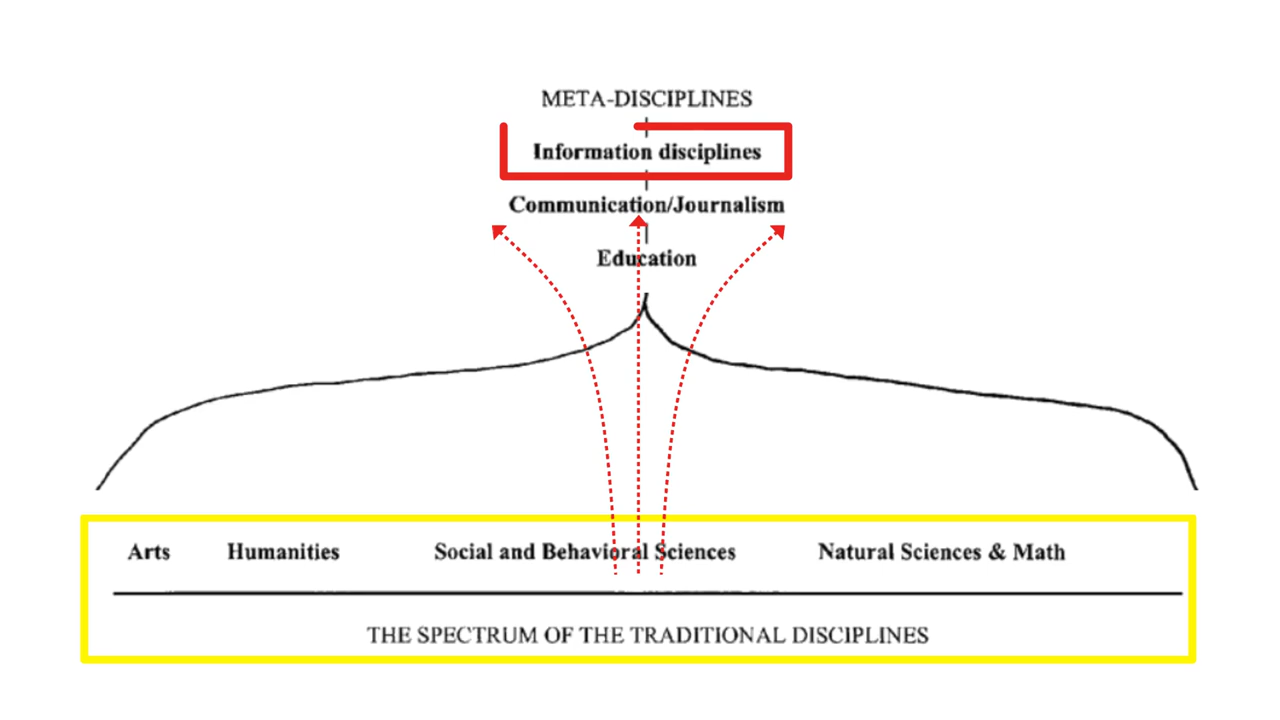 META-DISCIPLINES
Information disciplines
Communication/Journalism
Education
Arts Humanities Social and Behavioral Sciences Natural Sciences & Math
THE SPECTRUM OF THE TRADITIONAL DISCIPLINES